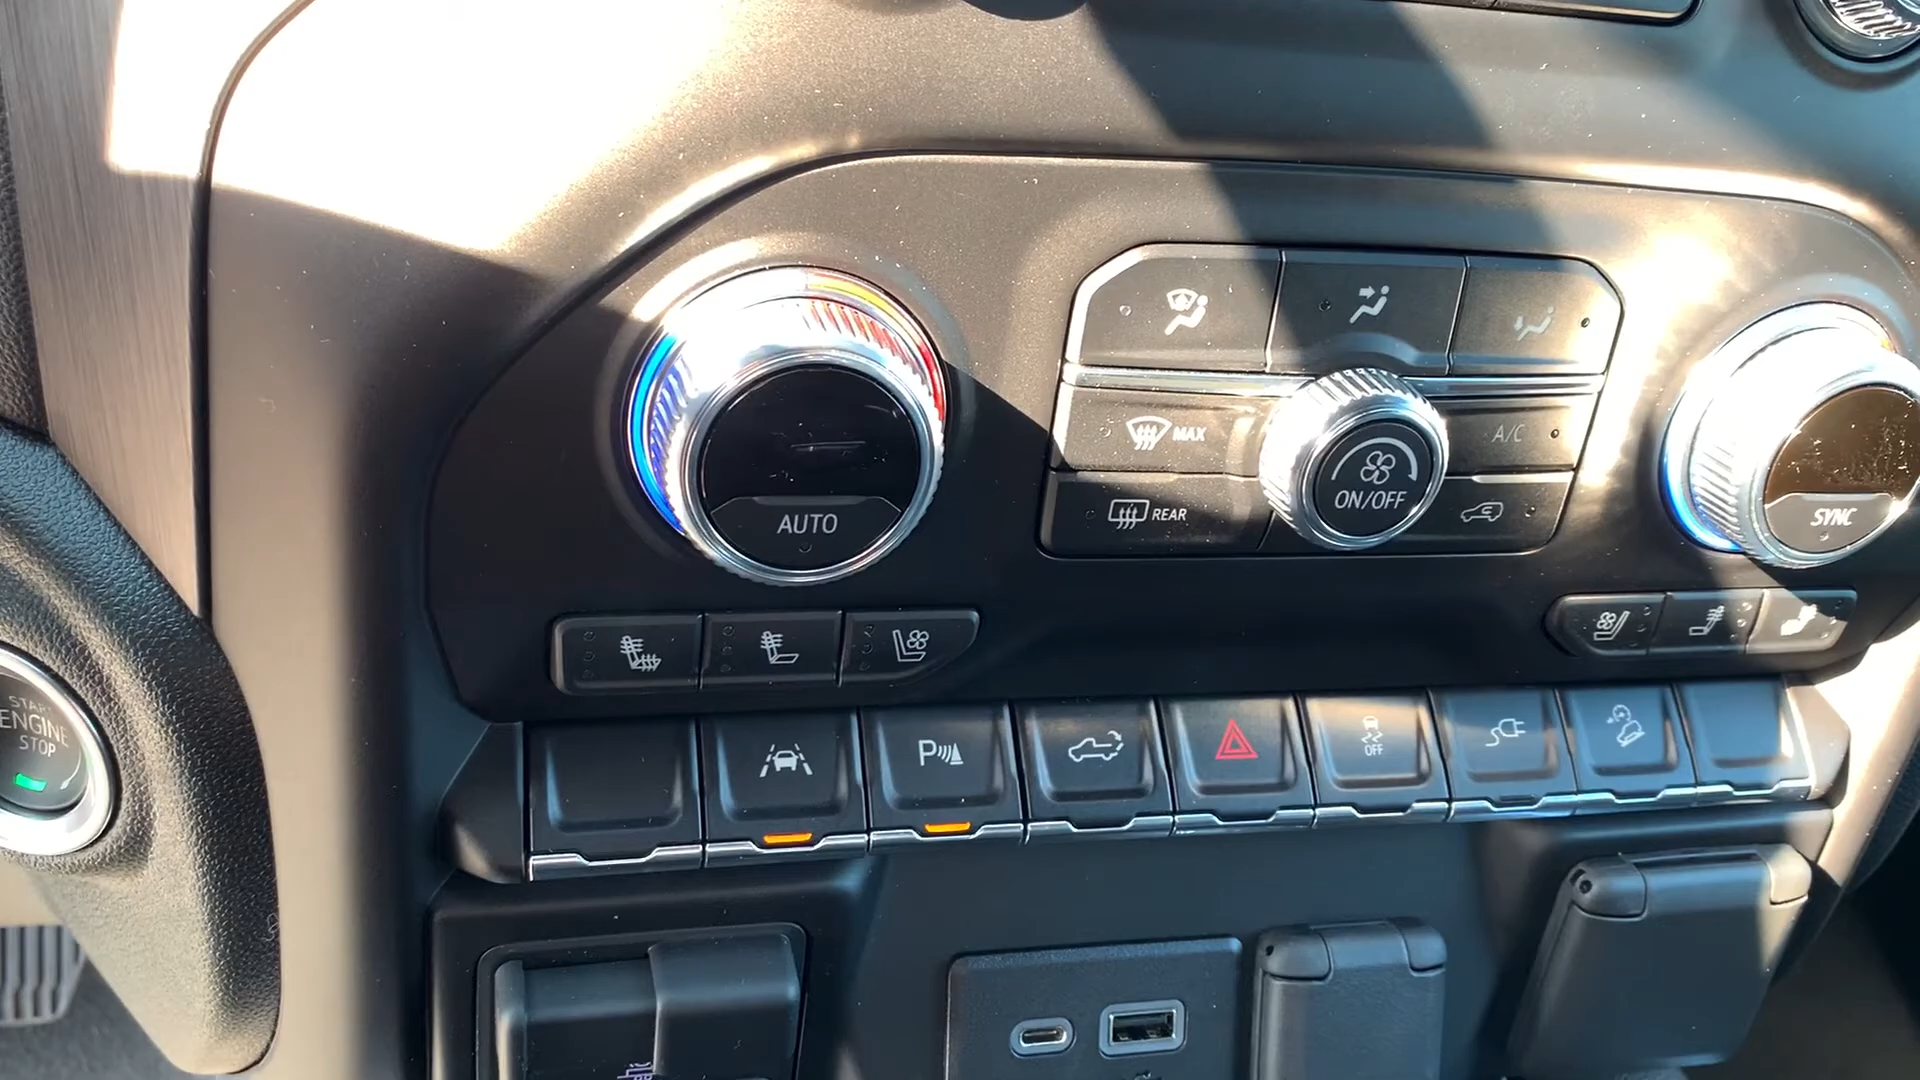 MAX
A/C
ON/OFF
REAR
AUTO
SYNC
START
ENGINE
STOP
P
OFF